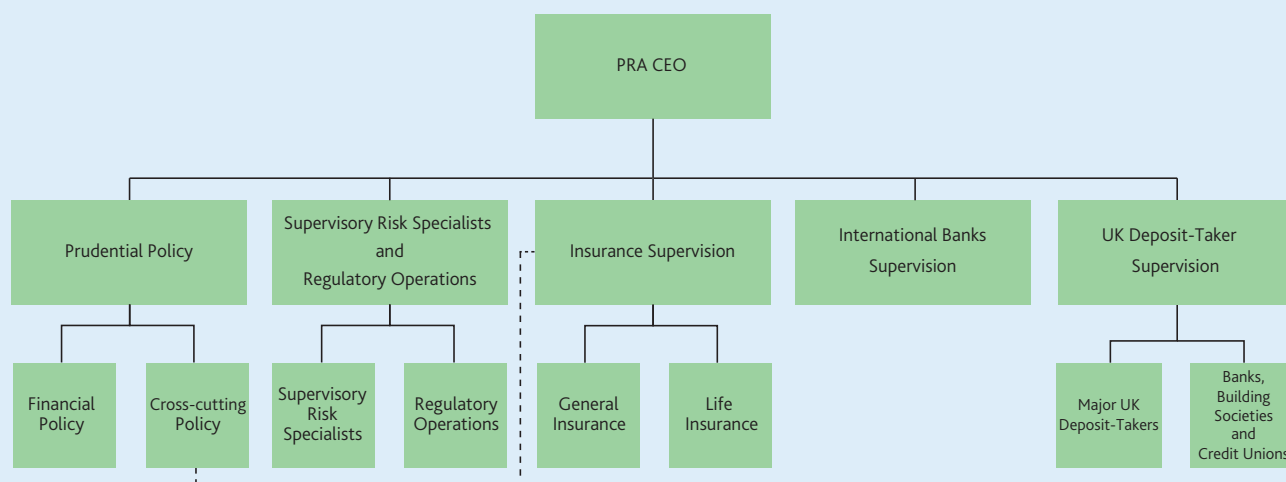 PRA CEO
Prudential Policy
Supervisory Risk Specialists
and
Regulatory Operations
Insurance Supervision
International Banks
Supervision
UK Deposit-Taker
Supervision
Financial
Policy
Cross-cutting
Policy
Supervisory
Risk
Specialists
Regulatory
Operations
General
Insurance
Life
Insurance
Major UK
Deposit-Takers
Banks,
Building
Societies
and
Credit Unions